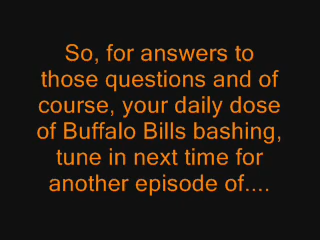 So, for answers to
those questions and of
course, your daily dose
of Buffalo Bills bashing,
tune in next time for
another episode of....